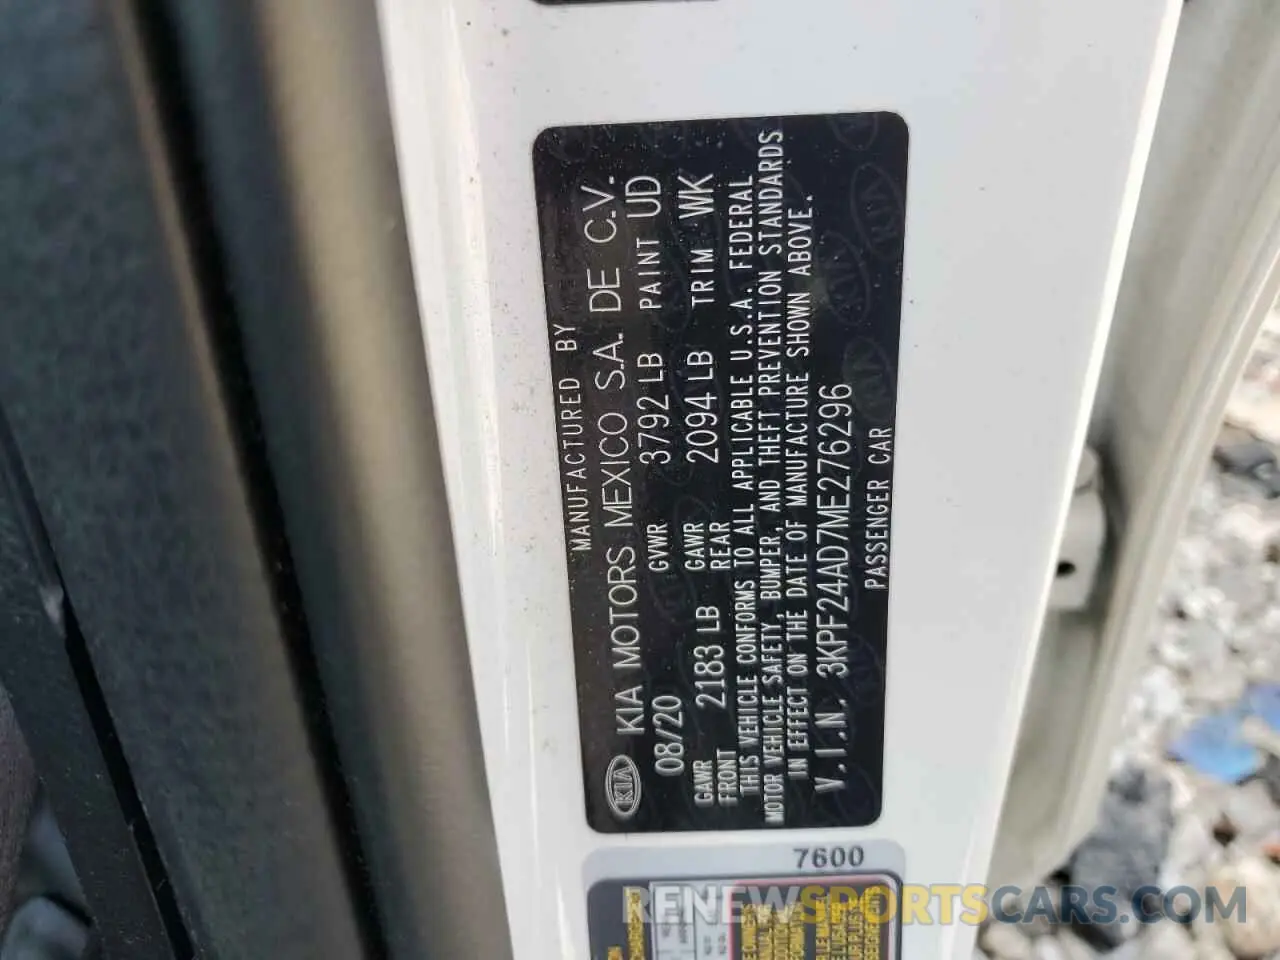 MANUFACTURED BY
KIA KIA MOTORS MEXICO S.A. DE C.V.
08/20 GVWR 3792 LB PAINT UD
GAWR FRONT 2183 LB GAWR REAR 2094 LB TRIM WK
THIS VEHICLE CONFORMS TO ALL APPLICABLE U.S.A. FEDERAL
MOTOR VEHICLE SAFETY, BUMPER, AND THEFT PREVENTION STANDARDS
IN EFFECT ON THE DATE OF MANUFACTURE SHOWN ABOVE.
V.I.N. 3KPF24AD7ME276296
PASSENGER CAR
7600
RENEWSPORTSCARS.COM